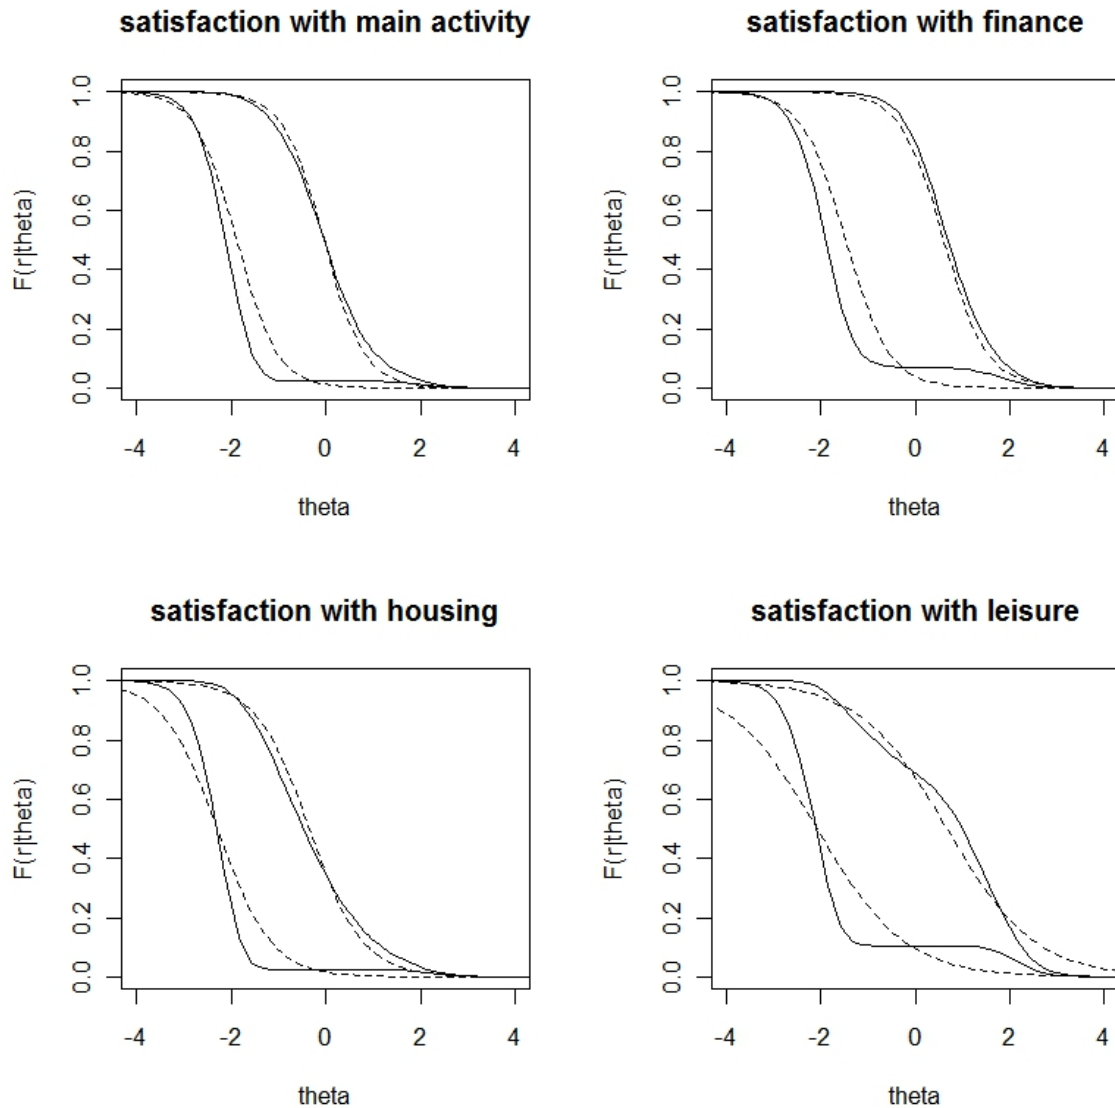 satisfaction with main activity
F(r|theta)
1.0
0.8
0.6
0.4
0.2
0.0
-4 -2 0 2 4
theta
satisfaction with finance
F(r|theta)
1.0
0.8
0.6
0.4
0.2
0.0
-4 -2 0 2 4
theta
satisfaction with housing
F(r|theta)
1.0
0.8
0.6
0.4
0.2
0.0
-4 -2 0 2 4
theta
satisfaction with leisure
F(r|theta)
1.0
0.8
0.6
0.4
0.2
0.0
-4 -2 0 2 4
theta